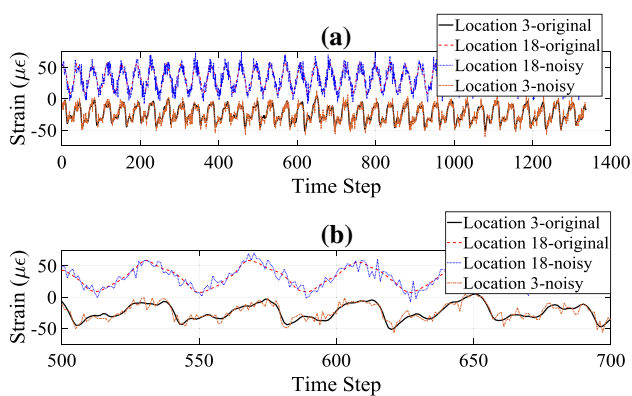 (a)
Location 3-original
Location 18-original
Location 18-noisy
Location 3-noisy
Strain (με)
50
0
-50
0 200 400 600 800 1000 1200 1400
Time Step
(b)
Location 3-original
Location 18-original
Location 18-noisy
Location 3-noisy
Strain (με)
50
0
-50
500 550 600 650 700
Time Step